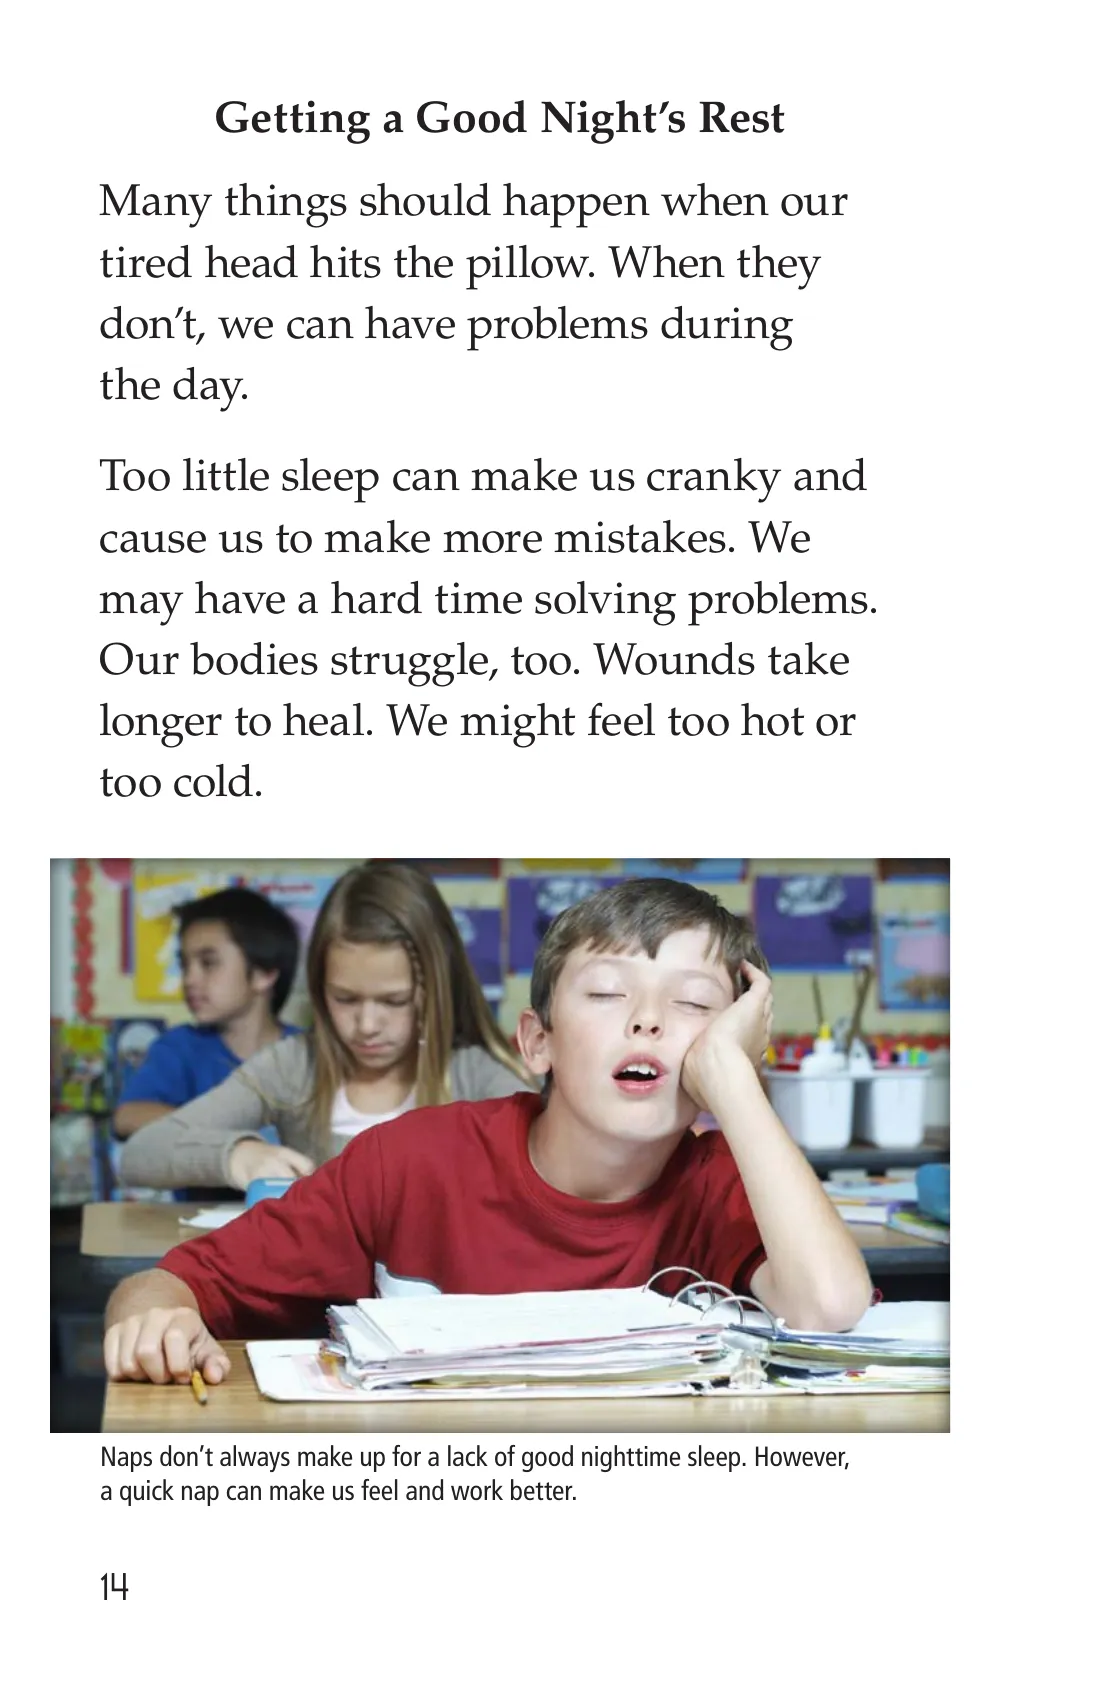 Getting a Good Night’s Rest
Many things should happen when our
tired head hits the pillow. When they
don’t, we can have problems during
the day.
Too little sleep can make us cranky and
cause us to make more mistakes. We
may have a hard time solving problems.
Our bodies struggle, too. Wounds take
longer to heal. We might feel too hot or
too cold.
Naps don’t always make up for a lack of good nighttime sleep. However,
a quick nap can make us feel and work better.
14